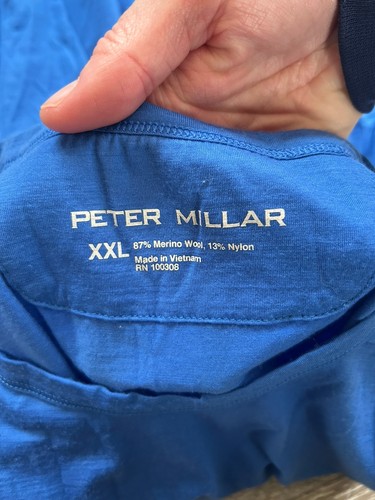 PETER MILLAR
XXL 87% Merino Wool, 13% Nylon
Made in Vietnam
RN 100308